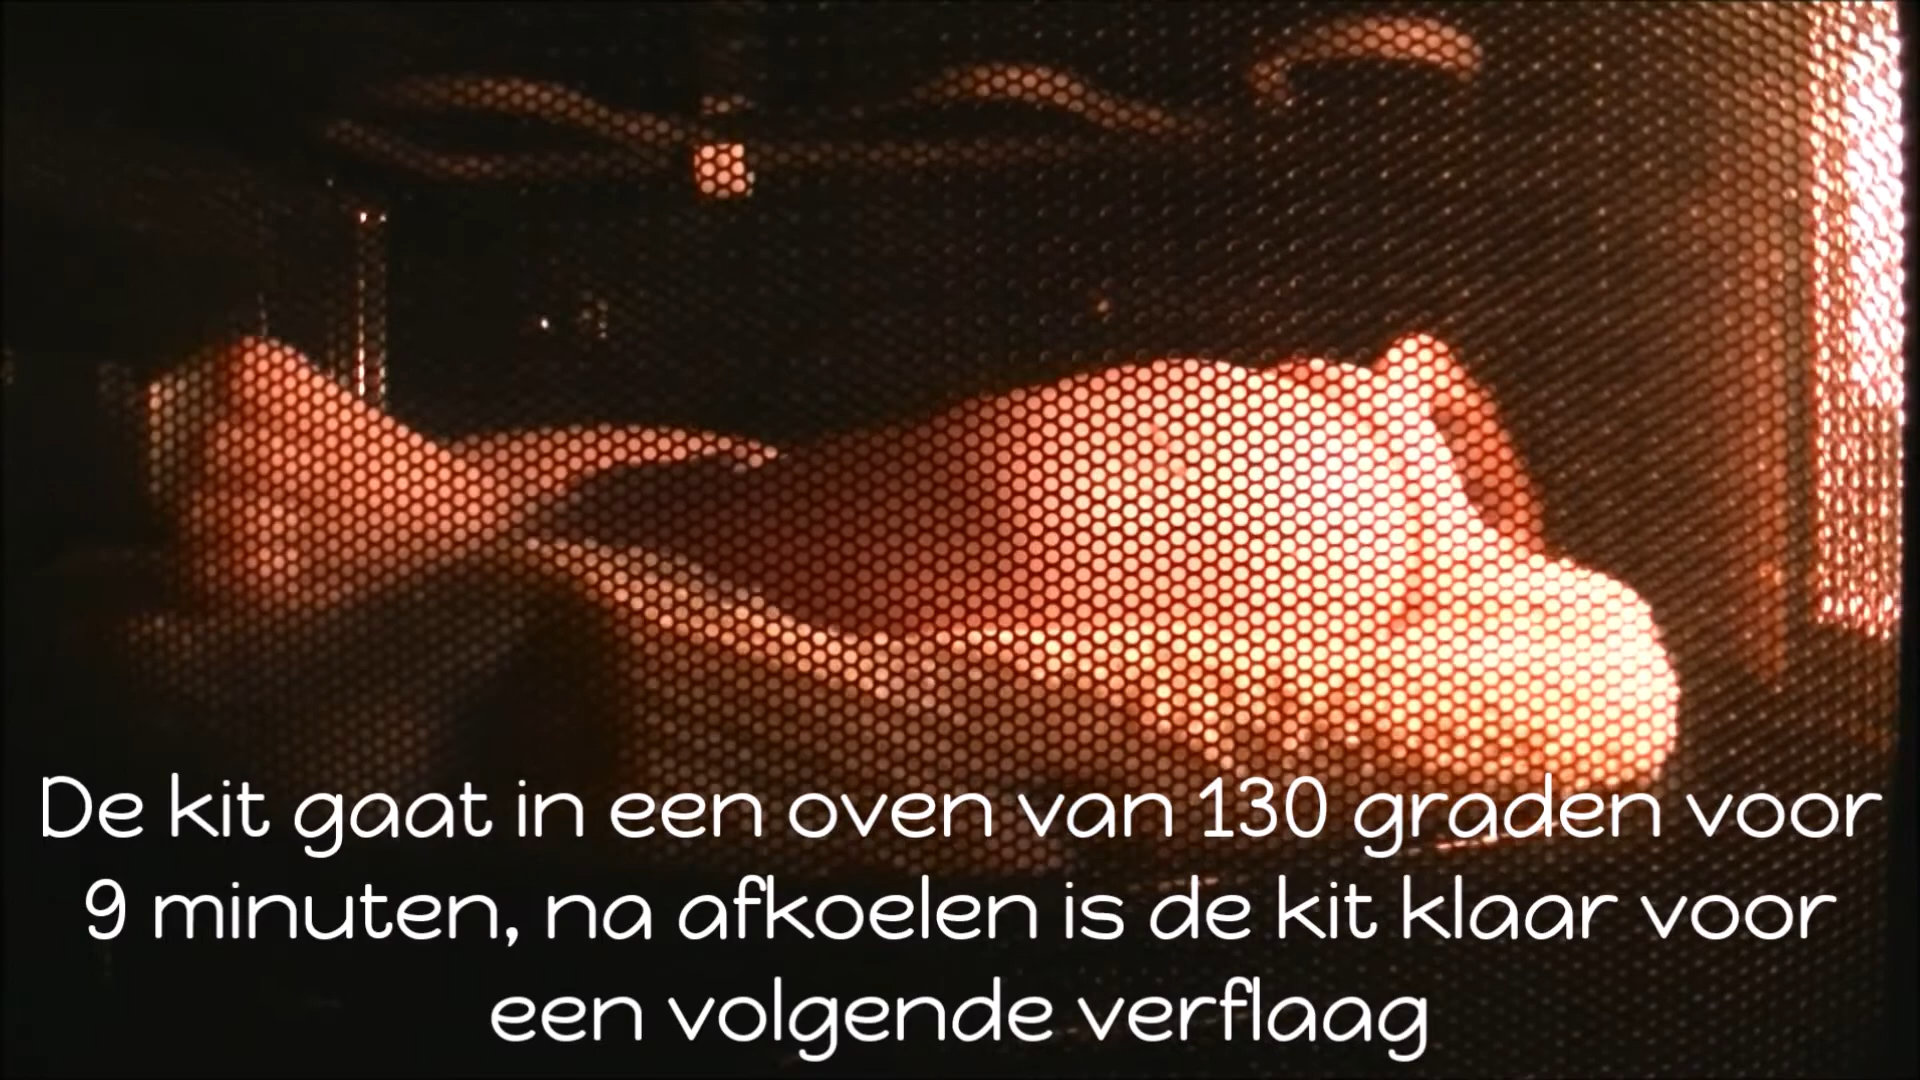 De kit gaat in een oven van 130 graden voor
9 minuten, na afkoelen is de kit klaar voor
een volgende verflaag